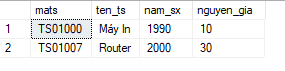 mats ten_ts nam_sx nguyen_gia
1 TS01000 Máy In 1990 10
2 TS01007 Router 2000 30